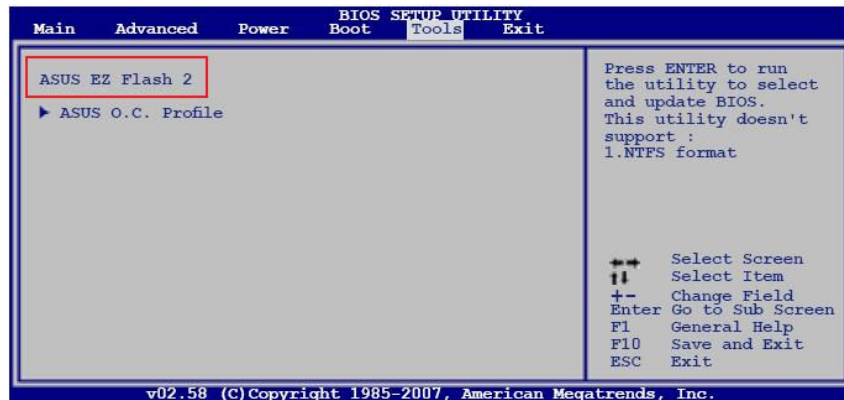 BIOS SETUP UTILITY
Main Advanced Power Boot Tools Exit
ASUS EZ Flash 2
ASUS O.C. Profile
Press ENTER to run
the utility to select
and update BIOS.
This utility doesn't
support :
1.NTFS format
Select Screen
Select Item
+- Change Field
Enter Go to Sub Screen
F1 General Help
F10 Save and Exit
ESC Exit
v02.58 (C)Copyright 1985-2007, American Megatrends, Inc.